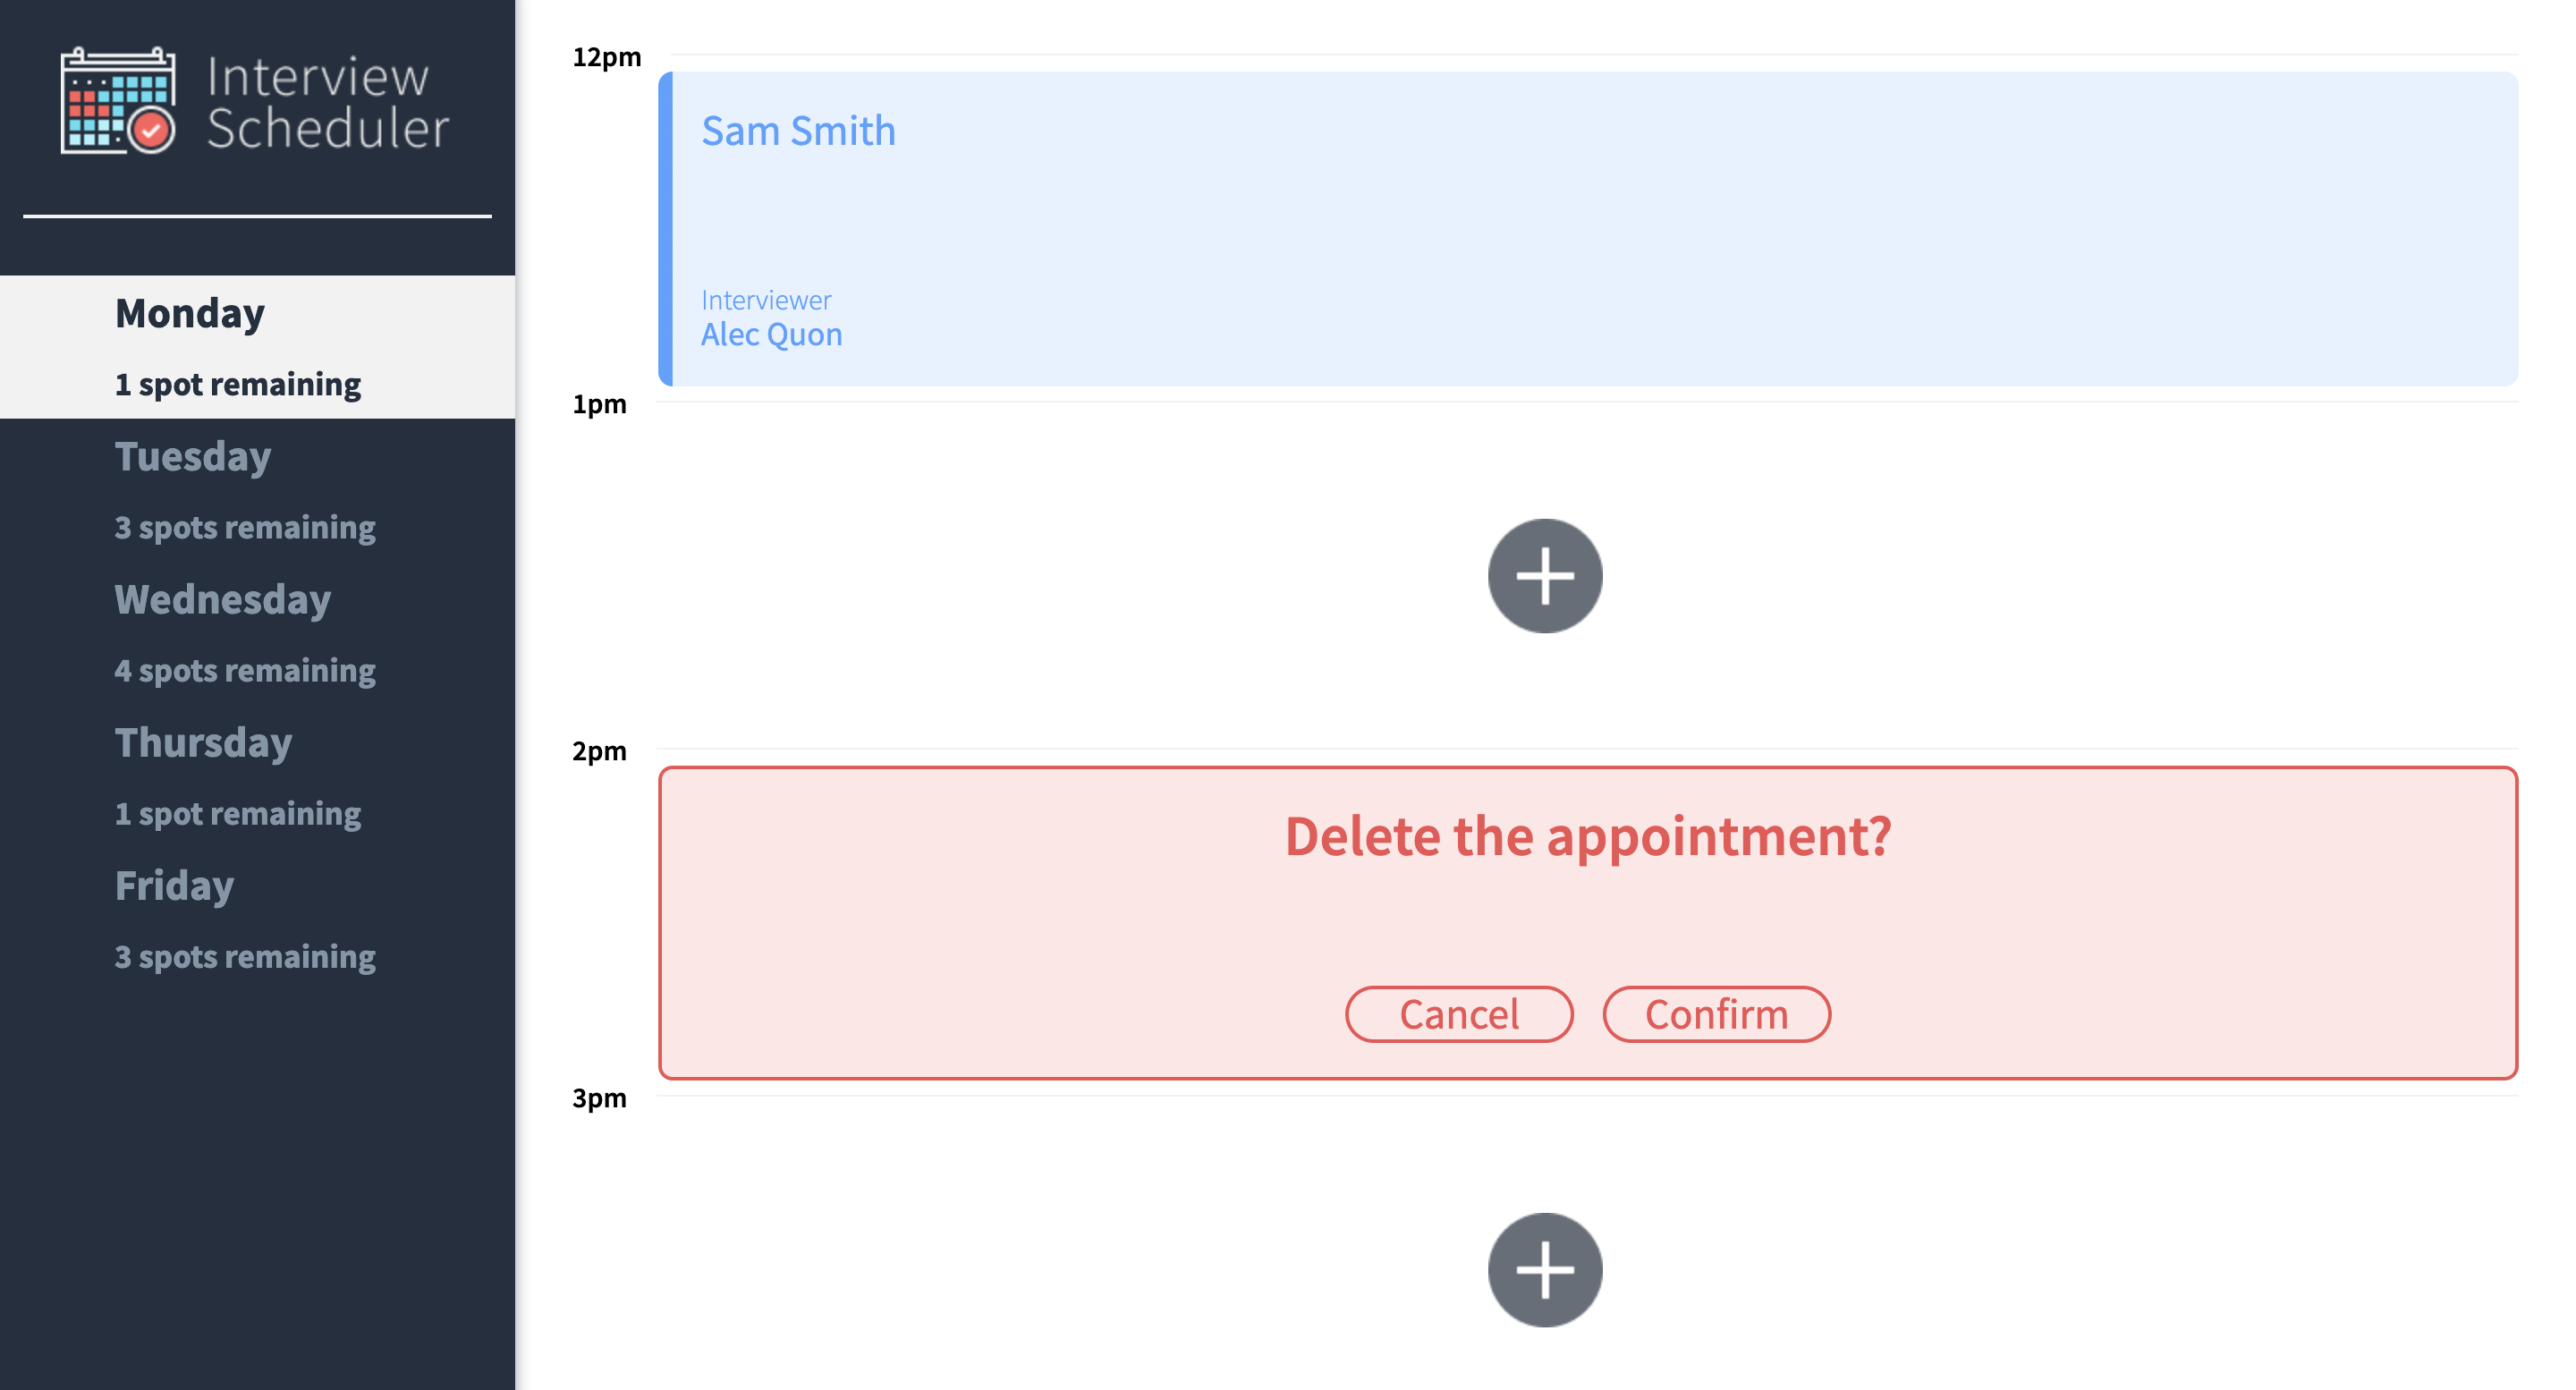 Interview
Scheduler
Monday
1 spot remaining
Tuesday
3 spots remaining
Wednesday
4 spots remaining
Thursday
1 spot remaining
Friday
3 spots remaining
12pm
Sam Smith
Interviewer
Alec Quon
1pm
2pm
Delete the appointment?
Cancel
Confirm
3pm